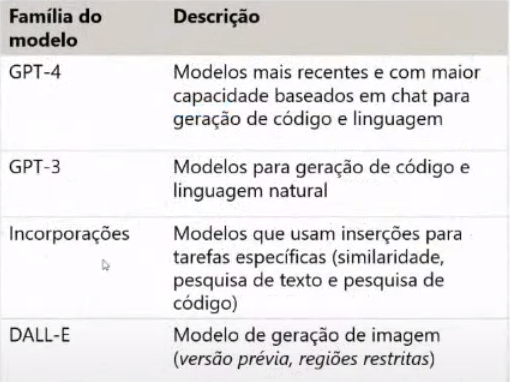 Família do modelo
Descrição
GPT-4
Modelos mais recentes e com maior
capacidade baseados em chat para
geração de código e linguagem
GPT-3
Modelos para geração de código e
linguagem natural
Incorporações
Modelos que usam inserções para
tarefas específicas (similaridade,
pesquisa de texto e pesquisa de
código)
DALL-E
Modelo de geração de imagem
(versão prévia, regiões restritas)